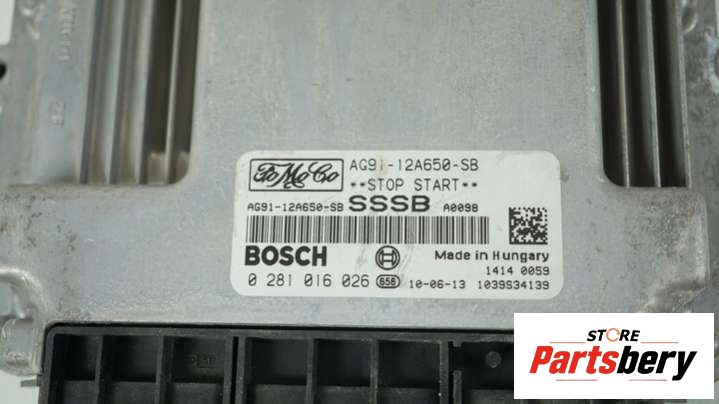 FoMoCo
AG91-12A650-SB
**STOP START**
AG91-12A650-SB SSSB A0098
BOSCH
Made in Hungary
1414 0059
0 281 016 026 658 10-06-13 1039S34139
STORE
Partsbery